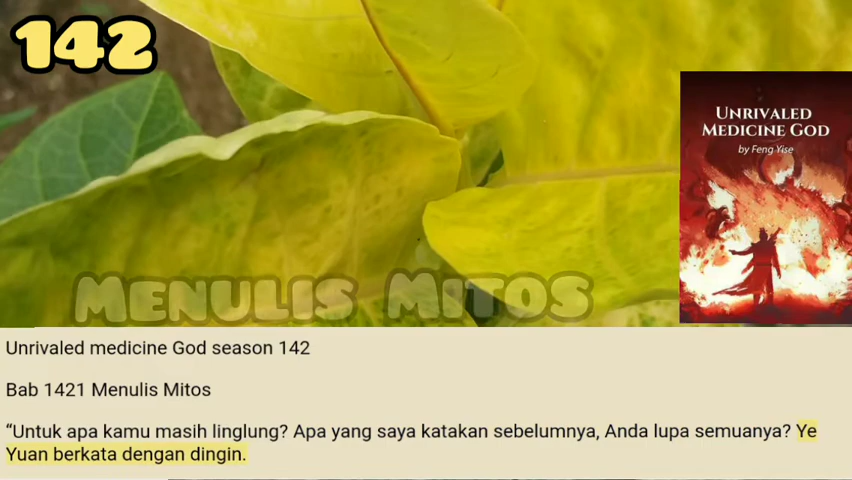 142
UNRIVALED
MEDICINE GOD
by Feng Yise
MENULIS MITOS
Unrivaled medicine God season 142
Bab 1421 Menulis Mitos
“Untuk apa kamu masih linglung? Apa yang saya katakan sebelumnya, Anda lupa semuanya? Ye
Yuan berkata dengan dingin.